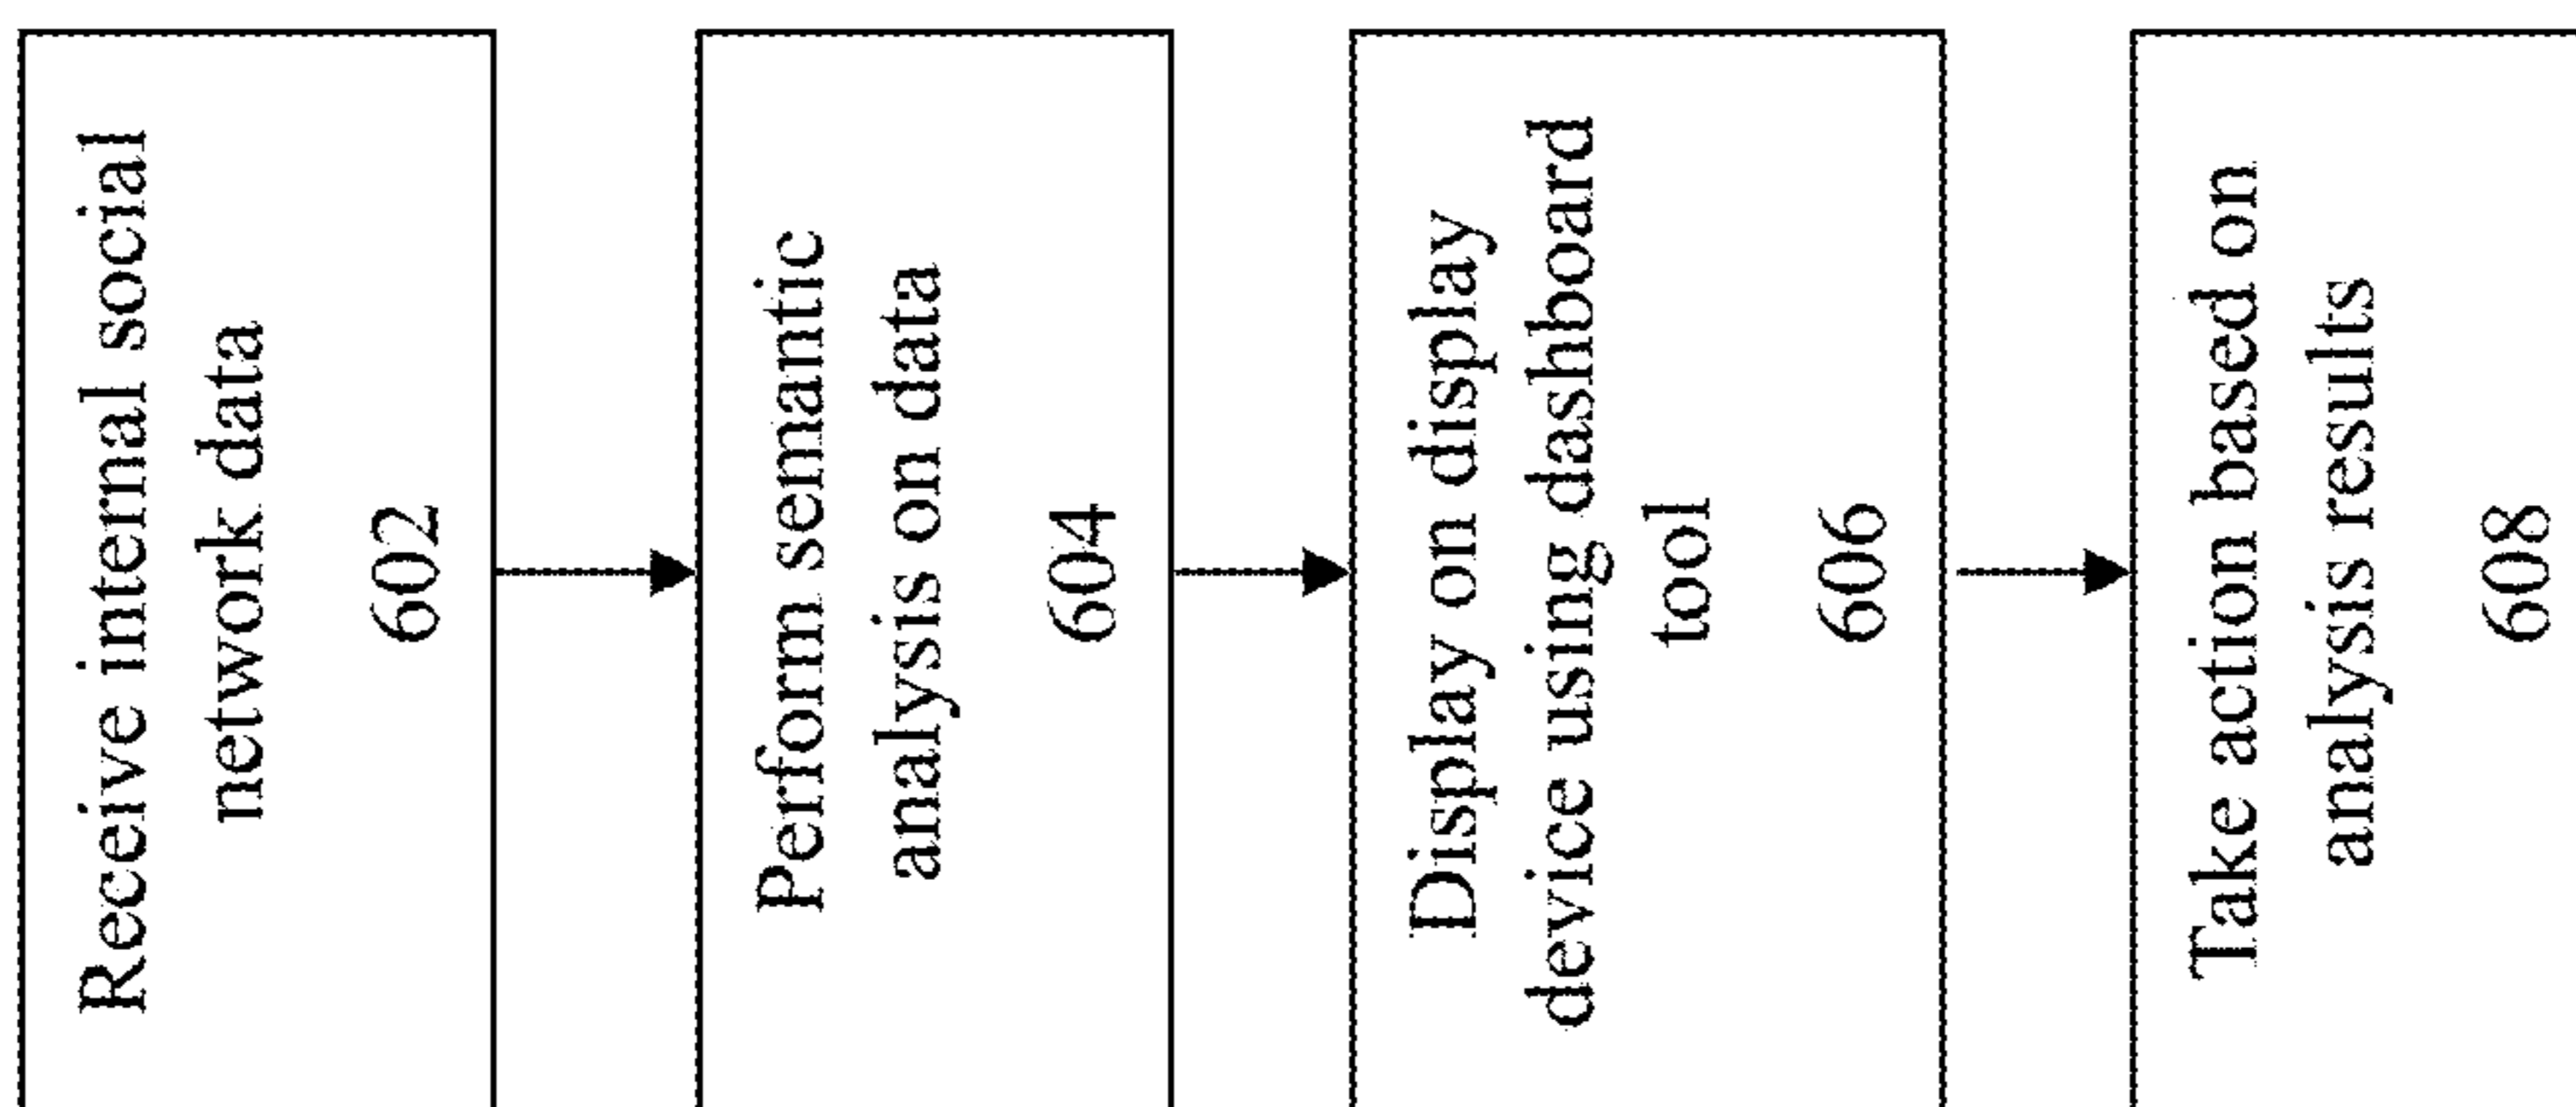 Receive internal social
network data
602
Perform semantic
analysis on data
604
Display on display
device using dashboard
tool
606
Take action based on
analysis results
608